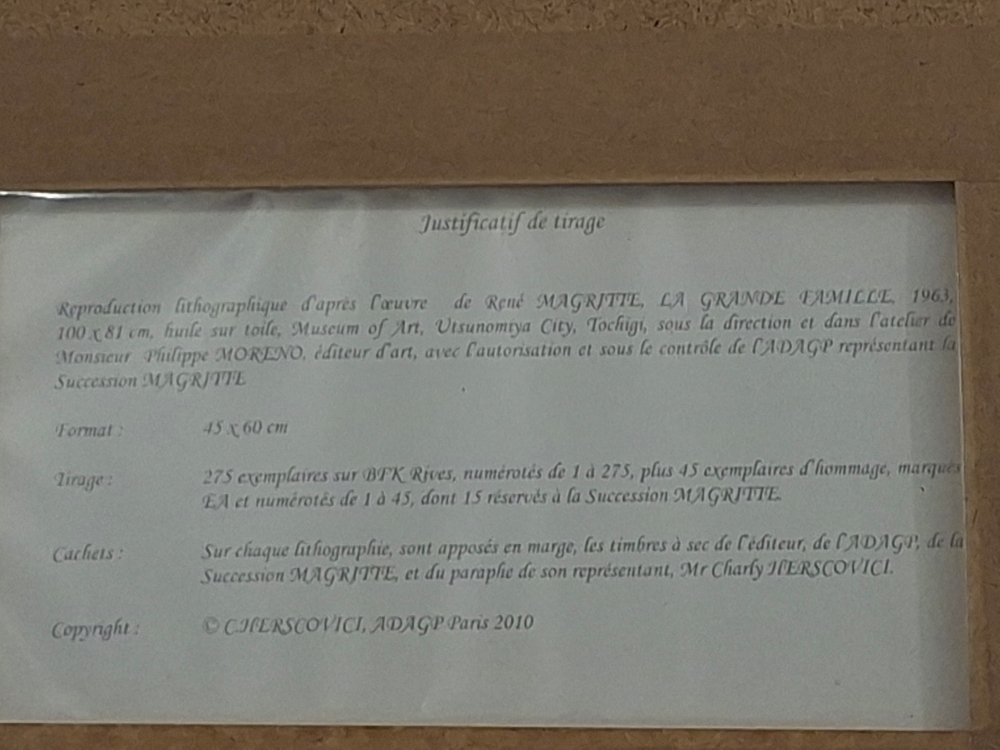 Justificatif de tirage
Reproduction lithographique d'après l'œuvre de René MAGRITTE, LA GRANDE FAMILLE, 1963,
100 x 81 cm, huile sur toile, Museum of Art, Utsunomiya City, Tochigi, sous la direction et dans l'atelier de
Monsieur Philippe MORENO, éditeur d'art, avec l'autorisation et sous le contrôle de l'ADAGP représentant la
Succession MAGRITTE
Format : 45 x 60 cm
Tirage : 275 exemplaires sur BFK Rives, numérotés de 1 à 275, plus 45 exemplaires d'hommage, marqués
EA et numérotés de 1 à 45, dont 15 réservés à la Succession MAGRITTE.
Cachets : Sur chaque lithographie, sont apposés en marge, les timbres à sec de l'éditeur, de l'ADAGP, de la
Succession MAGRITTE, et du paraphe de son représentant, Mr Charly HERSCOVICI.
Copyright : © C.HERSCOVICI, ADAGP Paris 2010